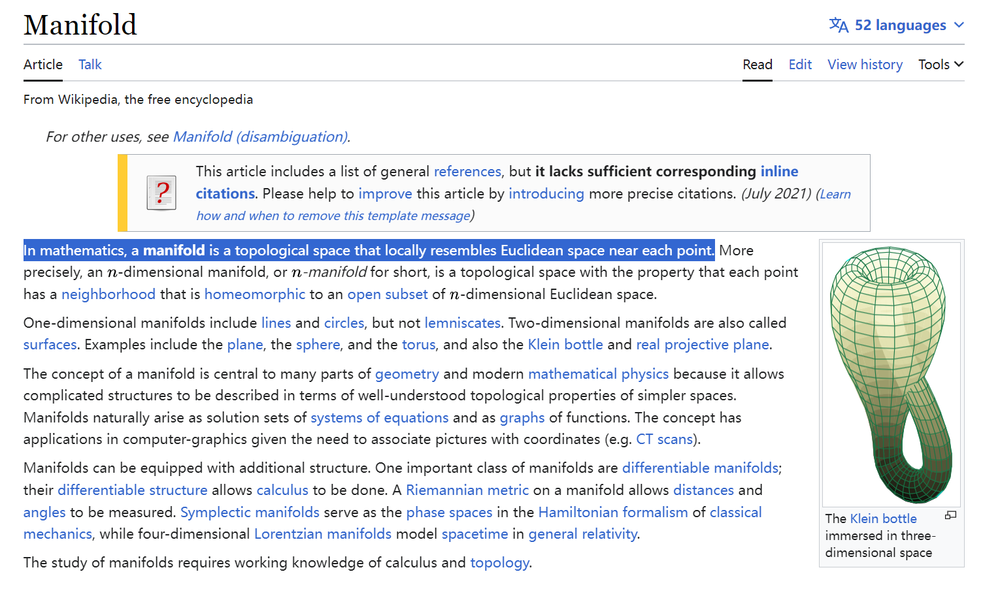 Manifold
文A 52 languages
Article Talk
Read Edit View history Tools
From Wikipedia, the free encyclopedia
For other uses, see Manifold (disambiguation).
?
This article includes a list of general references, but it lacks sufficient corresponding inline
citations. Please help to improve this article by introducing more precise citations. (July 2021) (Learn
how and when to remove this template message)
In mathematics, a manifold is a topological space that locally resembles Euclidean space near each point. More
precisely, an n-dimensional manifold, or n-manifold for short, is a topological space with the property that each point
has a neighborhood that is homeomorphic to an open subset of n-dimensional Euclidean space.
One-dimensional manifolds include lines and circles, but not lemniscates. Two-dimensional manifolds are also called
surfaces. Examples include the plane, the sphere, and the torus, and also the Klein bottle and real projective plane.
The concept of a manifold is central to many parts of geometry and modern mathematical physics because it allows
complicated structures to be described in terms of well-understood topological properties of simpler spaces.
Manifolds naturally arise as solution sets of systems of equations and as graphs of functions. The concept has
applications in computer-graphics given the need to associate pictures with coordinates (e.g. CT scans).
Manifolds can be equipped with additional structure. One important class of manifolds are differentiable manifolds;
their differentiable structure allows calculus to be done. A Riemannian metric on a manifold allows distances and
angles to be measured. Symplectic manifolds serve as the phase spaces in the Hamiltonian formalism of classical
mechanics, while four-dimensional Lorentzian manifolds model spacetime in general relativity.
The study of manifolds requires working knowledge of calculus and topology.
The Klein bottle
immersed in three-
dimensional space